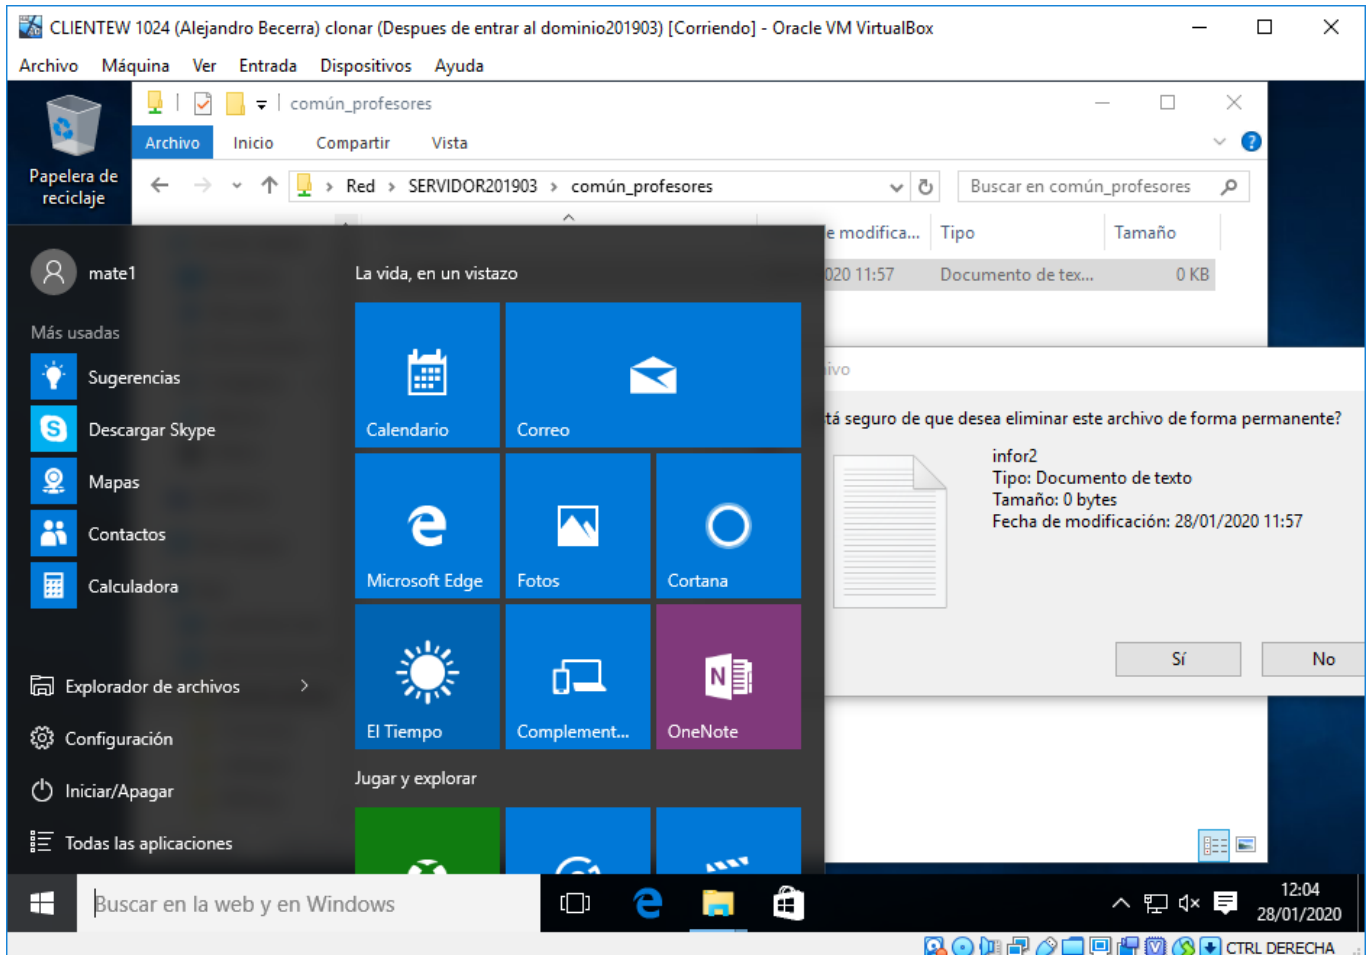 CLIENTEW 1024 (Alejandro Becerra) clonar (Despues de entrar al dominio201903) [Corriendo] - Oracle VM VirtualBox
Archivo Máquina Ver Entrada Dispositivos Ayuda
Papelera de
reciclaje
común_profesores
Archivo Inicio Compartir Vista
Red > SERVIDOR201903 > común_profesores
Buscar en común_profesores
e modifica... Tipo Tamaño
020 11:57 Documento de tex... 0 KB
mate1
Más usadas
Sugerencias
Descargar Skype
Mapas
Contactos
Calculadora
Explorador de archivos
Configuración
Iniciar/Apagar
Todas las aplicaciones
La vida, en un vistazo
Calendario
Correo
Microsoft Edge
Fotos
Cortana
El Tiempo
Complement...
OneNote
Jugar y explorar
ivo
tá seguro de que desea eliminar este archivo de forma permanente?
infor2
Tipo: Documento de texto
Tamaño: 0 bytes
Fecha de modificación: 28/01/2020 11:57
Sí No
Buscar en la web y en Windows
12:04
28/01/2020
CTRL DERECHA